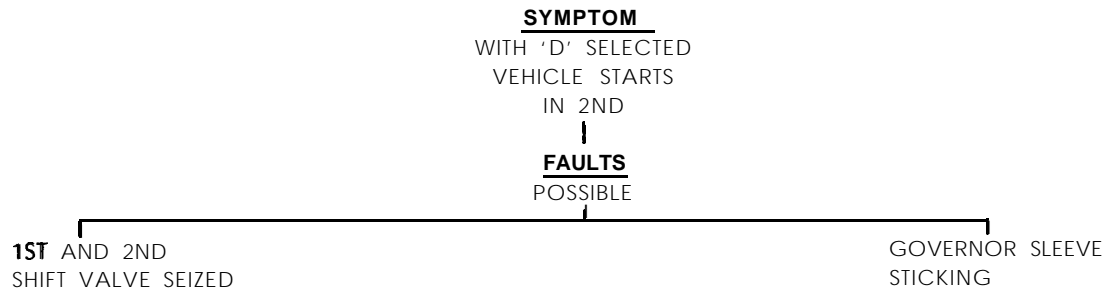 SYMPTOM
WITH ‘D’ SELECTED
VEHICLE STARTS
IN 2ND
FAULTS
POSSIBLE
1ST AND 2ND
SHIFT VALVE SEIZED
GOVERNOR SLEEVE
STICKING